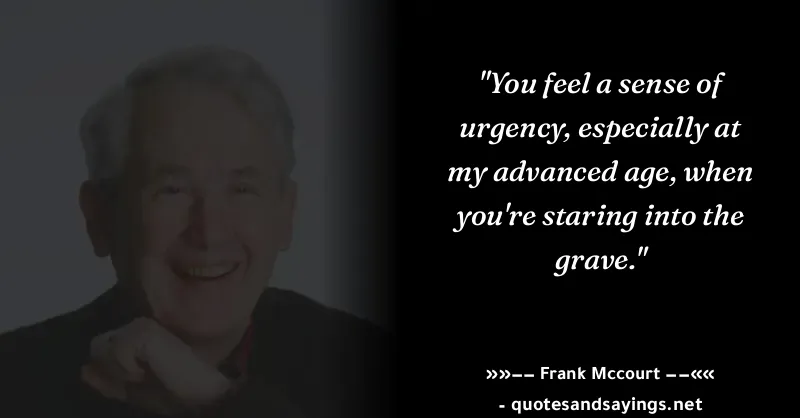 "You feel a sense of
urgency, especially at
my advanced age, when
you're staring into the
grave."
»»−− Frank Mccourt −−««
- quotesandsayings.net